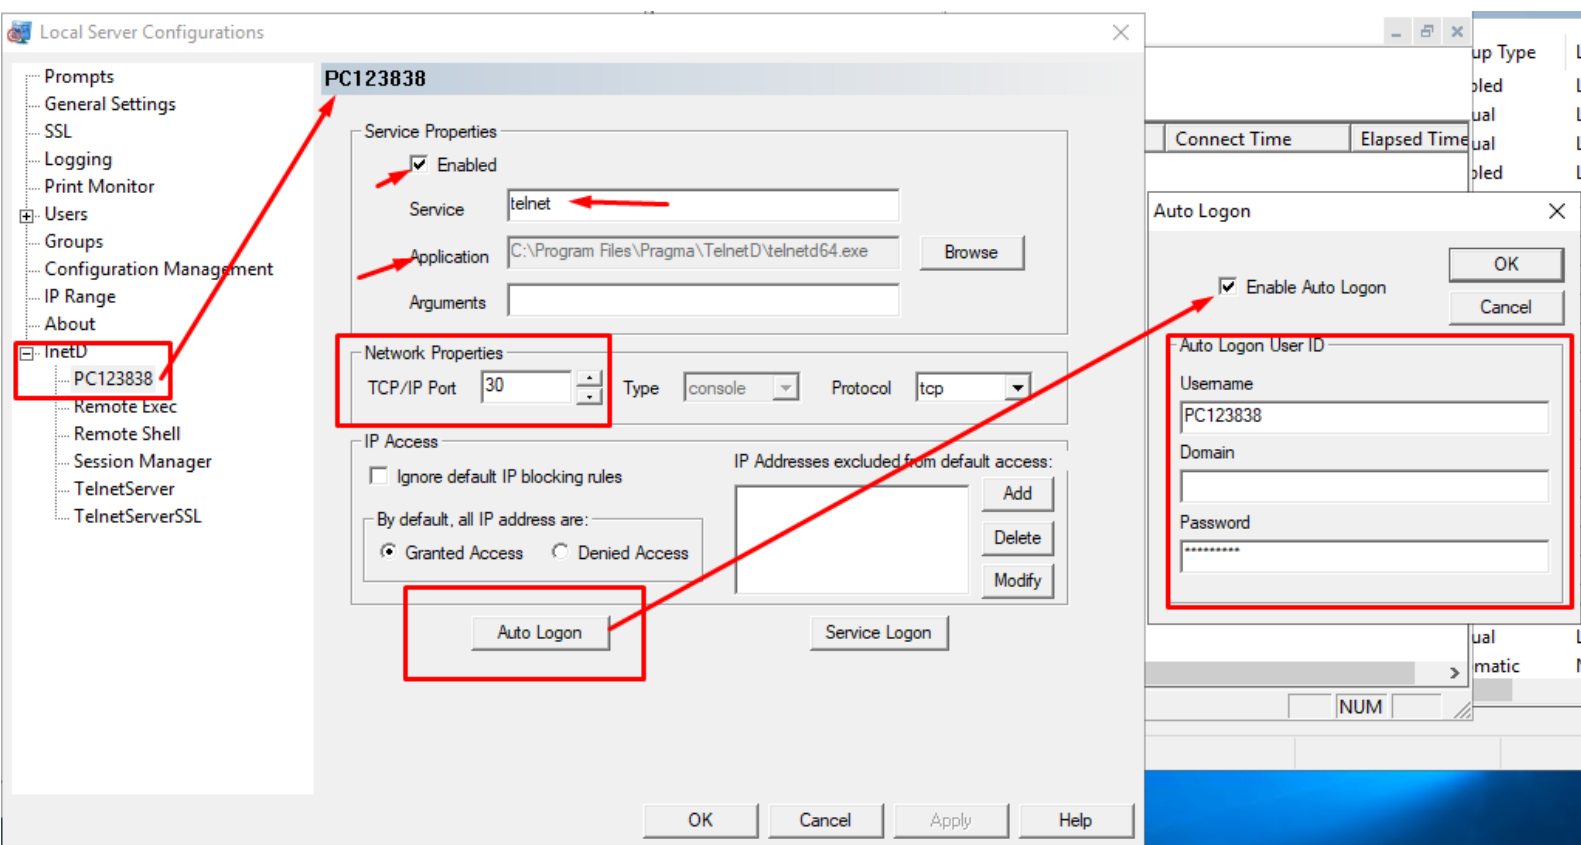 Local Server Configurations
Prompts
General Settings
SSL
Logging
Print Monitor
Users
Groups
Configuration Management
IP Range
About
InetD
PC123838
Remote Exec
Remote Shell
Session Manager
TelnetServer
TelnetServerSSL
PC123838
Service Properties
Enabled
Service telnet
Application C:\Program Files\Pragma\TelnetD\telnetd64.exe Browse
Arguments
Network Properties
TCP/IP Port 30 Type console Protocol tcp
IP Access
Ignore default IP blocking rules
By default, all IP address are:
Granted Access Denied Access
IP Addresses excluded from default access:
Add
Delete
Modify
Auto Logon Service Logon
OK Cancel Apply Help
Connect Time Elapsed Time
up Type
bled
ual
ual
bled
Auto Logon
OK
Enable Auto Logon
Cancel
Auto Logon User ID
Username
PC123838
Domain
Password
*********
ual
matic
NUM